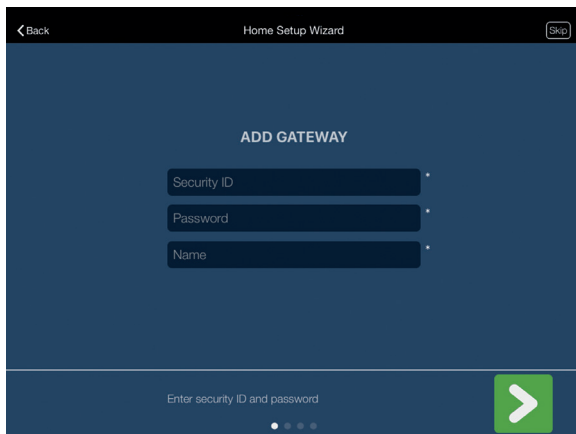 Back
Home Setup Wizard
Skip
ADD GATEWAY
Security ID
*
Password
*
Name
*
Enter security ID and password